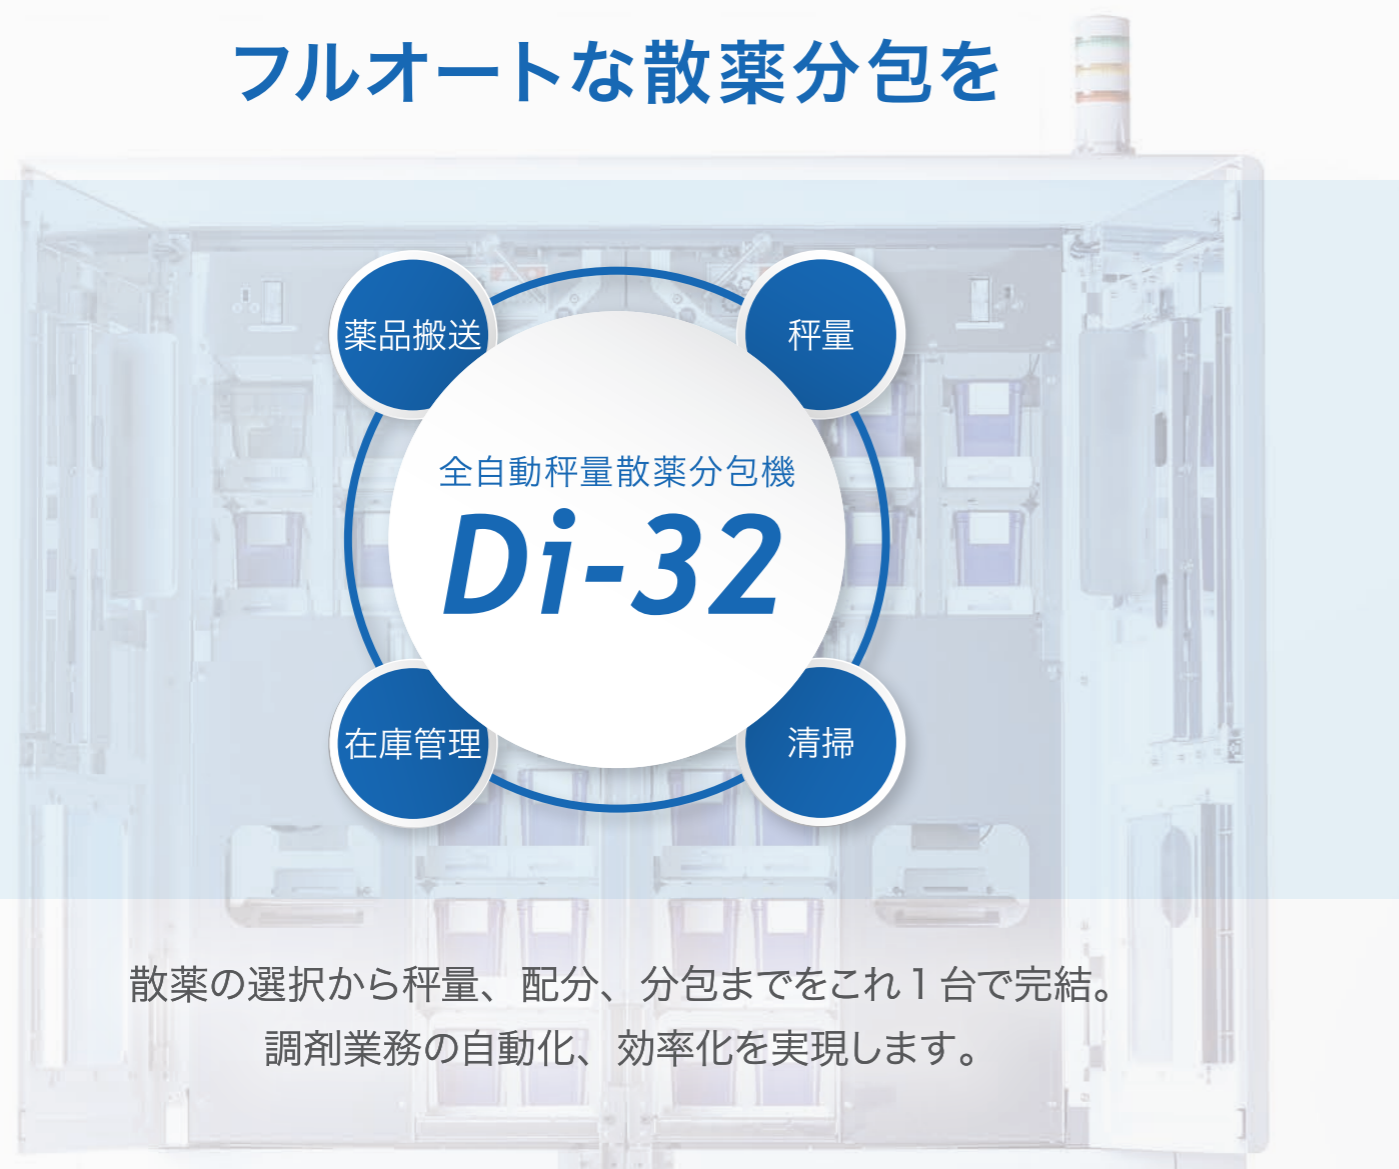 フルオートな散薬分包を
薬品搬送
秤量
全自動秤量散薬分包機
Di-32
在庫管理
清掃
散薬の選択から秤量、配分、分包までをこれ1台で完結。
調剤業務の自動化、効率化を実現します。